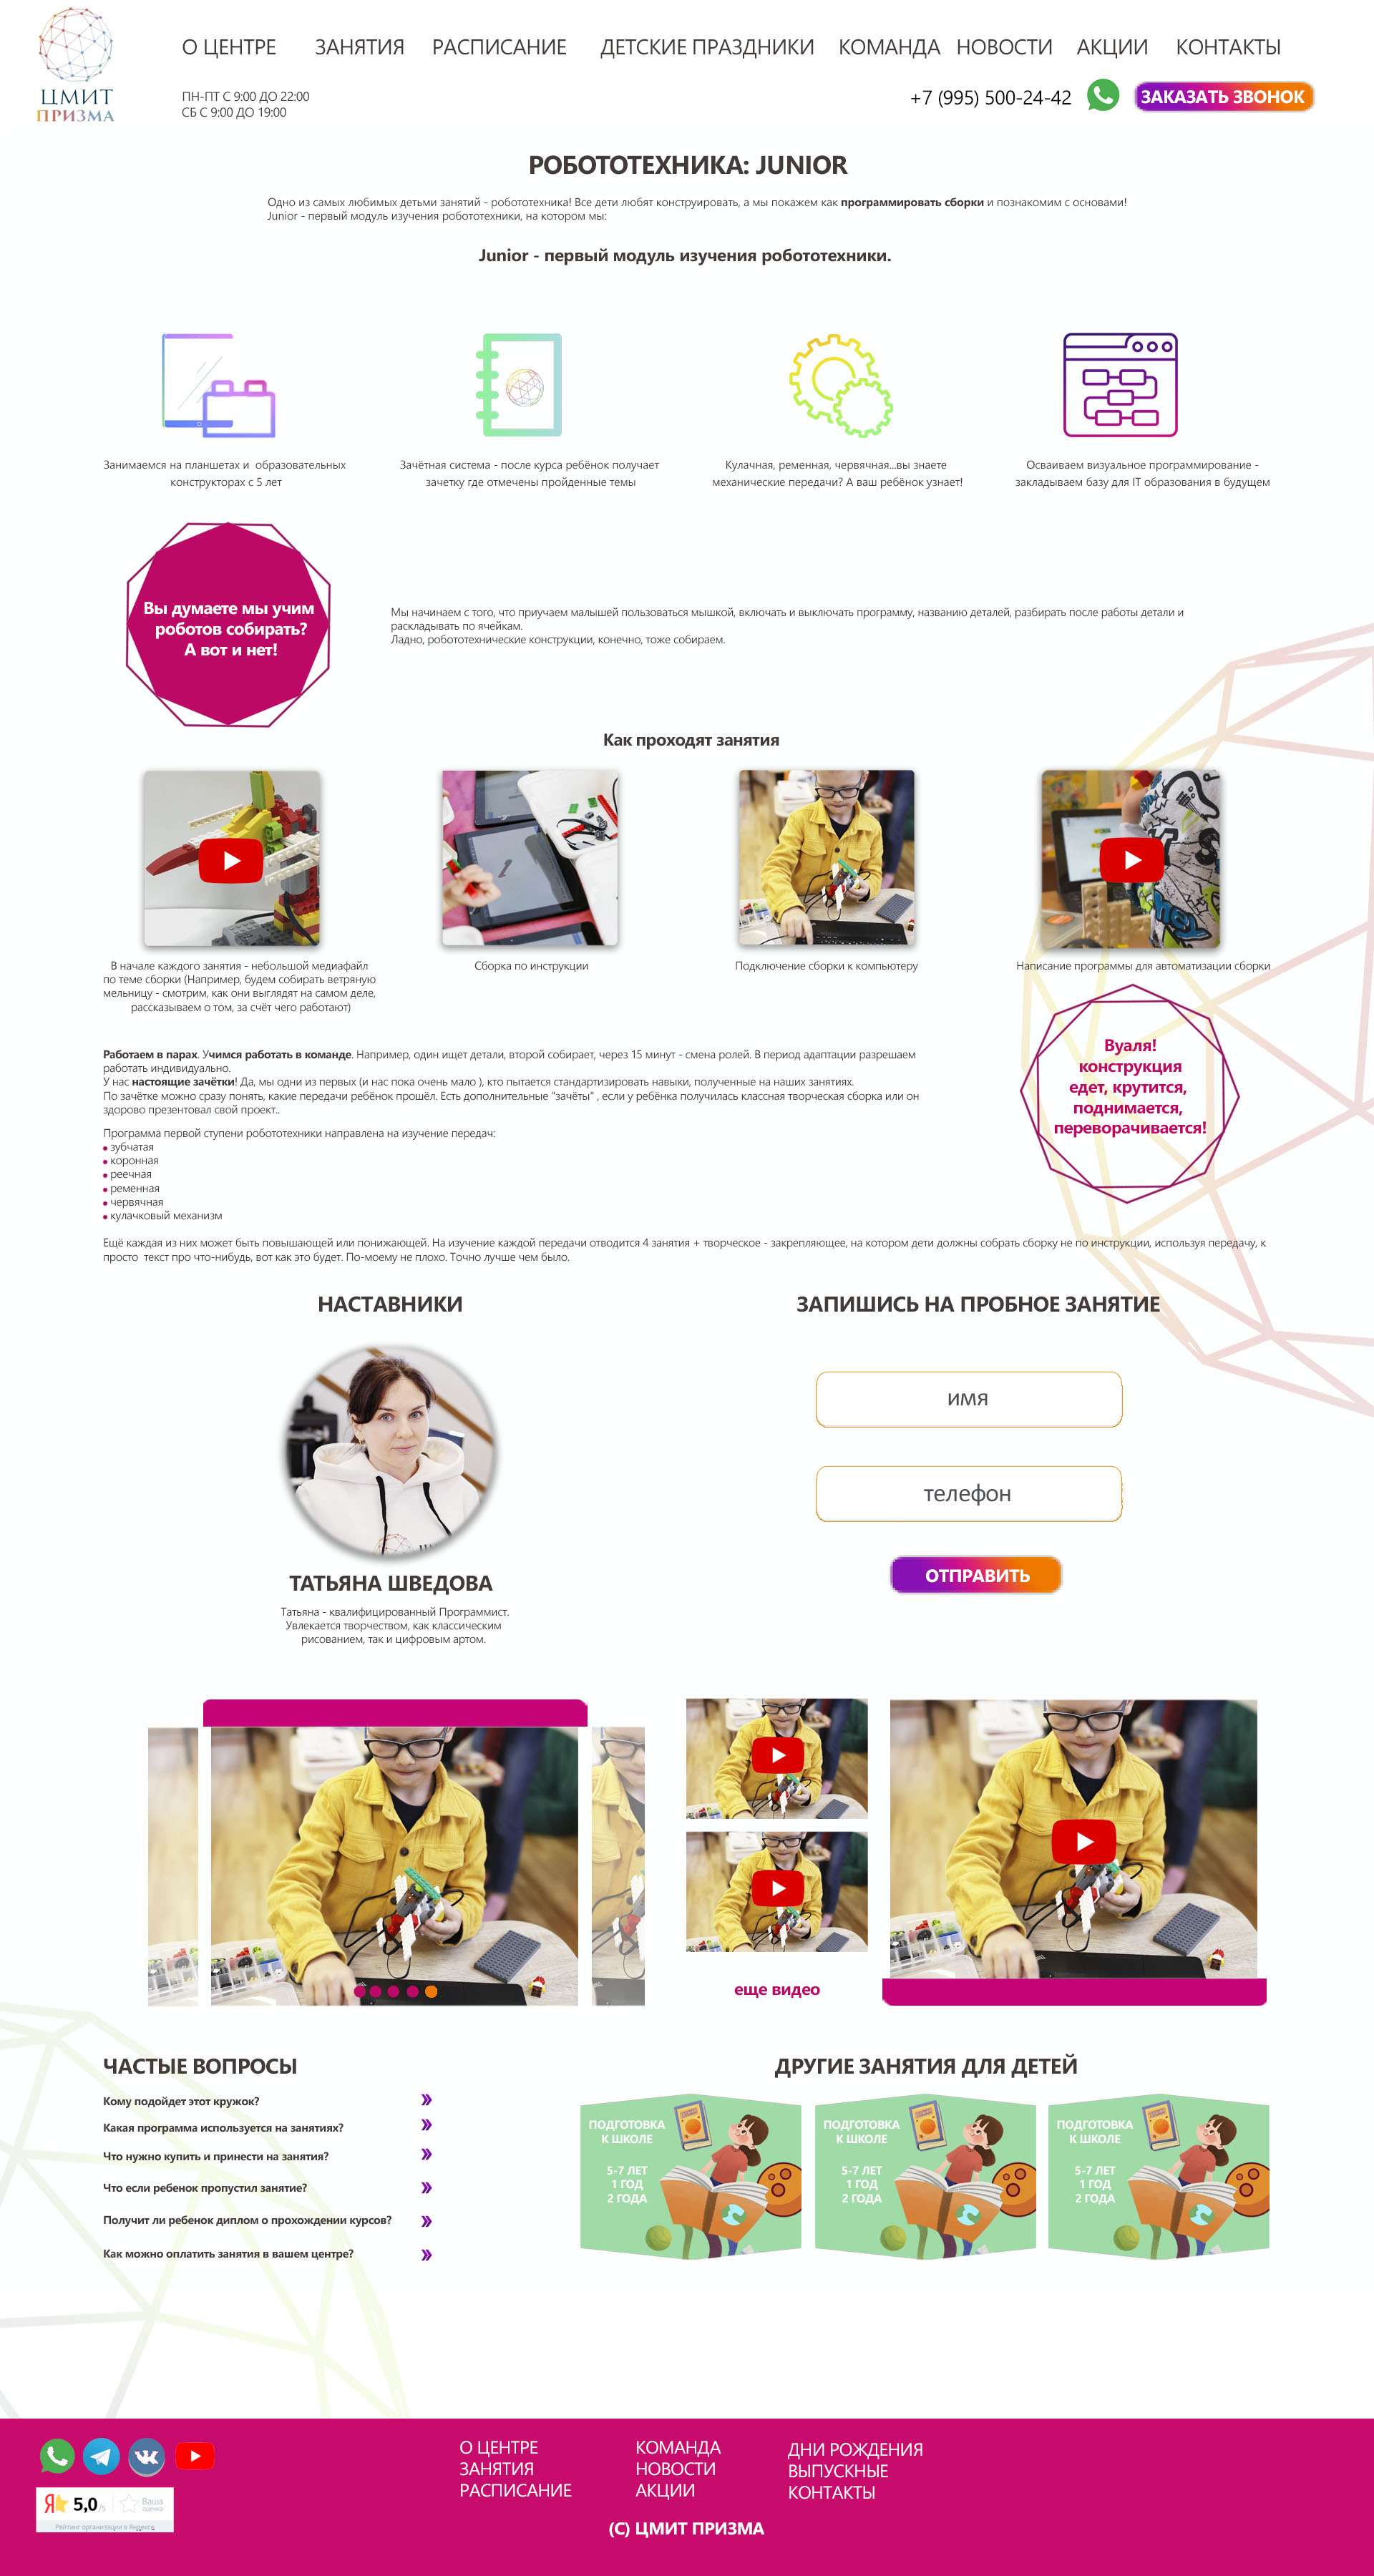 О ЦЕНТРЕ ЗАНЯТИЯ РАСПИСАНИЕ ДЕТСКИЕ ПРАЗДНИКИ КОМАНДА НОВОСТИ АКЦИИ КОНТАКТЫ
ЦМИТ
ПРИЗМА
ПН-ПТ С 9:00 ДО 22:00
СБ С 9:00 ДО 19:00
+7 (995) 500-24-42
ЗАКАЗАТЬ ЗВОНОК
РОБОТОТЕХНИКА: JUNIOR
Одно из самых любимых детьми занятий - робототехника! Все дети любят конструировать, а мы покажем как программировать сборки и познакомим с основами!
Junior - первый модуль изучения робототехники, на котором мы:
Junior - первый модуль изучения робототехники.
Занимаемся на планшетах и образовательных
конструкторах с 5 лет
Зачётная система - после курса ребёнок получает
зачетку где отмечены пройденные темы
Кулачная, ременная, червячная...вы знаете
механические передачи? А ваш ребёнок узнает!
Осваиваем визуальное программирование -
закладываем базу для IT образования в будущем
Вы думаете мы учим
роботов собирать?
А вот и нет!
Мы начинаем с того, что приучаем малышей пользоваться мышкой, включать и выключать программу, названию деталей, разбирать после работы детали и
раскладывать по ячейкам.
Ладно, робототехнические конструкции, конечно, тоже собираем.
Как проходят занятия
В начале каждого занятия - небольшой медиафайл
по теме сборки (Например, будем собирать ветряную
мельницу - смотрим, как они выглядят на самом деле,
рассказываем о том, за счёт чего работают)
Сборка по инструкции
Подключение сборки к компьютеру
hey
Написание программы для автоматизации сборки
Работаем в парах. Учимся работать в команде. Например, один ищет детали, второй собирает, через 15 минут - смена ролей. В период адаптации разрешаем
работать индивидуально.
У нас настоящие зачётки! Да, мы одни из первых (и нас пока очень мало ), кто пытается стандартизировать навыки, полученные на наших занятиях.
По зачётке можно сразу понять, какие передачи ребёнок прошёл. Есть дополнительные "зачёты" , если у ребёнка получилась классная творческая сборка или он
здорово презентовал свой проект..
Вуаля!
конструкция
едет, крутится,
поднимается,
переворачивается!
Программа первой ступени робототехники направлена на изучение передач:
зубчатая
коронная
реечная
ременная
червячная
кулачковый механизм
Ещё каждая из них может быть повышающей или понижающей. На изучение каждой передачи отводится 4 занятия + творческое - закрепляющее, на котором дети должны собрать сборку не по инструкции, используя передачу, к
просто текст про что-нибудь, вот как это будет. По-моему не плохо. Точно лучше чем было.
НАСТАВНИКИ
ТАТЬЯНА ШВЕДОВА
Татьяна - квалифицированный Программист.
Увлекается творчеством, как классическим
рисованием, так и цифровым артом.
ЗАПИШИСЬ НА ПРОБНОЕ ЗАНЯТИЕ
имя
телефон
ОТПРАВИТЬ
еще видео
ЧАСТЫЕ ВОПРОСЫ
Кому подойдет этот кружок?
Какая программа используется на занятиях?
Что нужно купить и принести на занятия?
Что если ребенок пропустил занятие?
Получит ли ребенок диплом о прохождении курсов?
Как можно оплатить занятия в вашем центре?
ДРУГИЕ ЗАНЯТИЯ ДЛЯ ДЕТЕЙ
ПОДГОТОВКА
К ШКОЛЕ
5-7 ЛЕТ
1 ГОД
2 ГОДА
ПОДГОТОВКА
К ШКОЛЕ
5-7 ЛЕТ
1 ГОД
2 ГОДА
ПОДГОТОВКА
К ШКОЛЕ
5-7 ЛЕТ
1 ГОД
2 ГОДА
Я 5,0 /5 Ваша
оценка
Рейтинг организации в Яндексе
О ЦЕНТРЕ
ЗАНЯТИЯ
РАСПИСАНИЕ
КОМАНДА
НОВОСТИ
АКЦИИ
ДНИ РОЖДЕНИЯ
ВЫПУСКНЫЕ
КОНТАКТЫ
(С) ЦМИТ ПРИЗМА